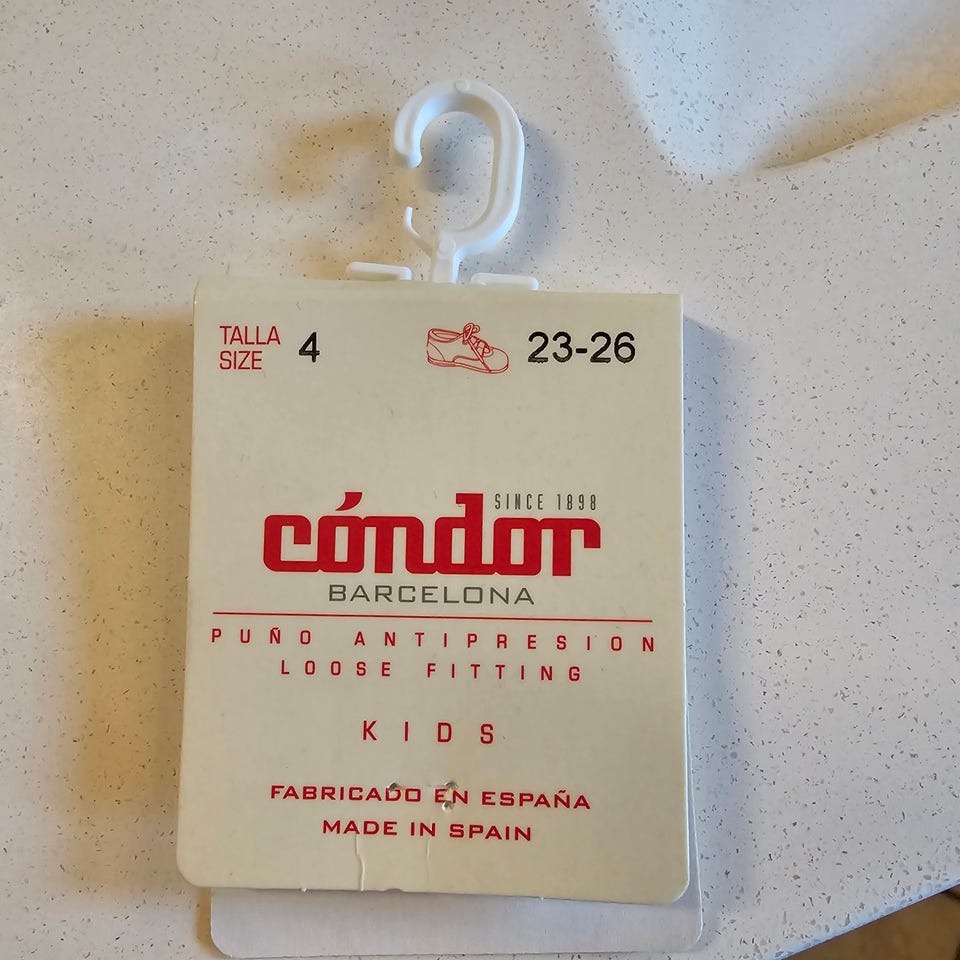 TALLA 4 23-26
SIZE
SINCE 1898
cóndor
BARCELONA
PUÑO ANTIPRESION
LOOSE FITTING
KIDS
FABRICADO EN ESPAÑA
MADE IN SPAIN